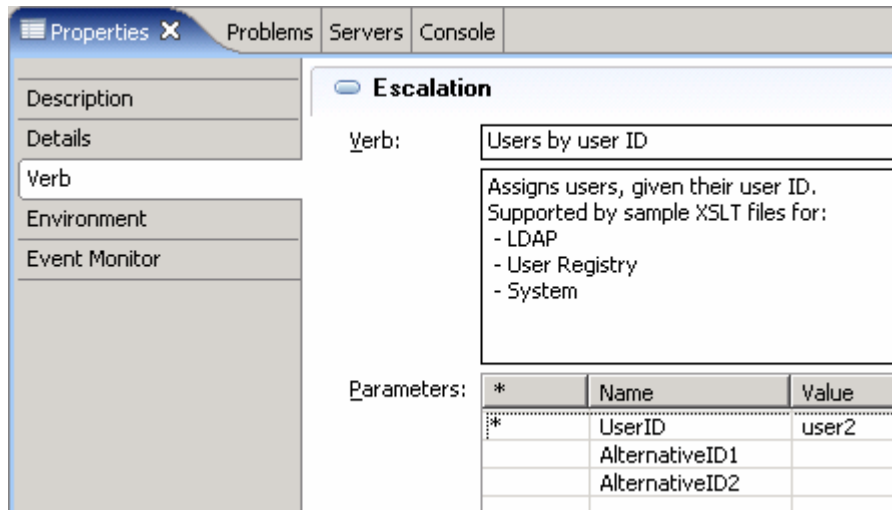 Properties Problems Servers Console
Description
Details
Verb
Environment
Event Monitor
Escalation
Verb: Users by user ID
Assigns users, given their user ID.
Supported by sample XSLT files for:
- LDAP
- User Registry
- System
Parameters:
* Name Value
* UserID user2
AlternativeID1
AlternativeID2